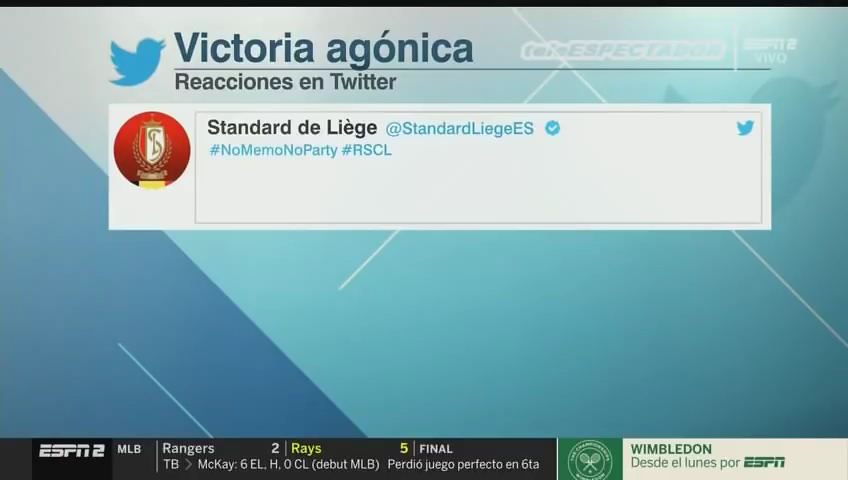 Victoria agónica
Reacciones en Twitter
teleESPECTADOR
ESPN 2
VIVO
Standard de Liège @StandardLiegeES
#NoMemoNoParty #RSCL
ESPN 2
MLB
Rangers 2 Rays 5 FINAL
TB > McKay: 6 EL, H, 0 CL (debut MLB) Perdió juego perfecto en 6ta
WIMBLEDON
Desde el lunes por ESPN